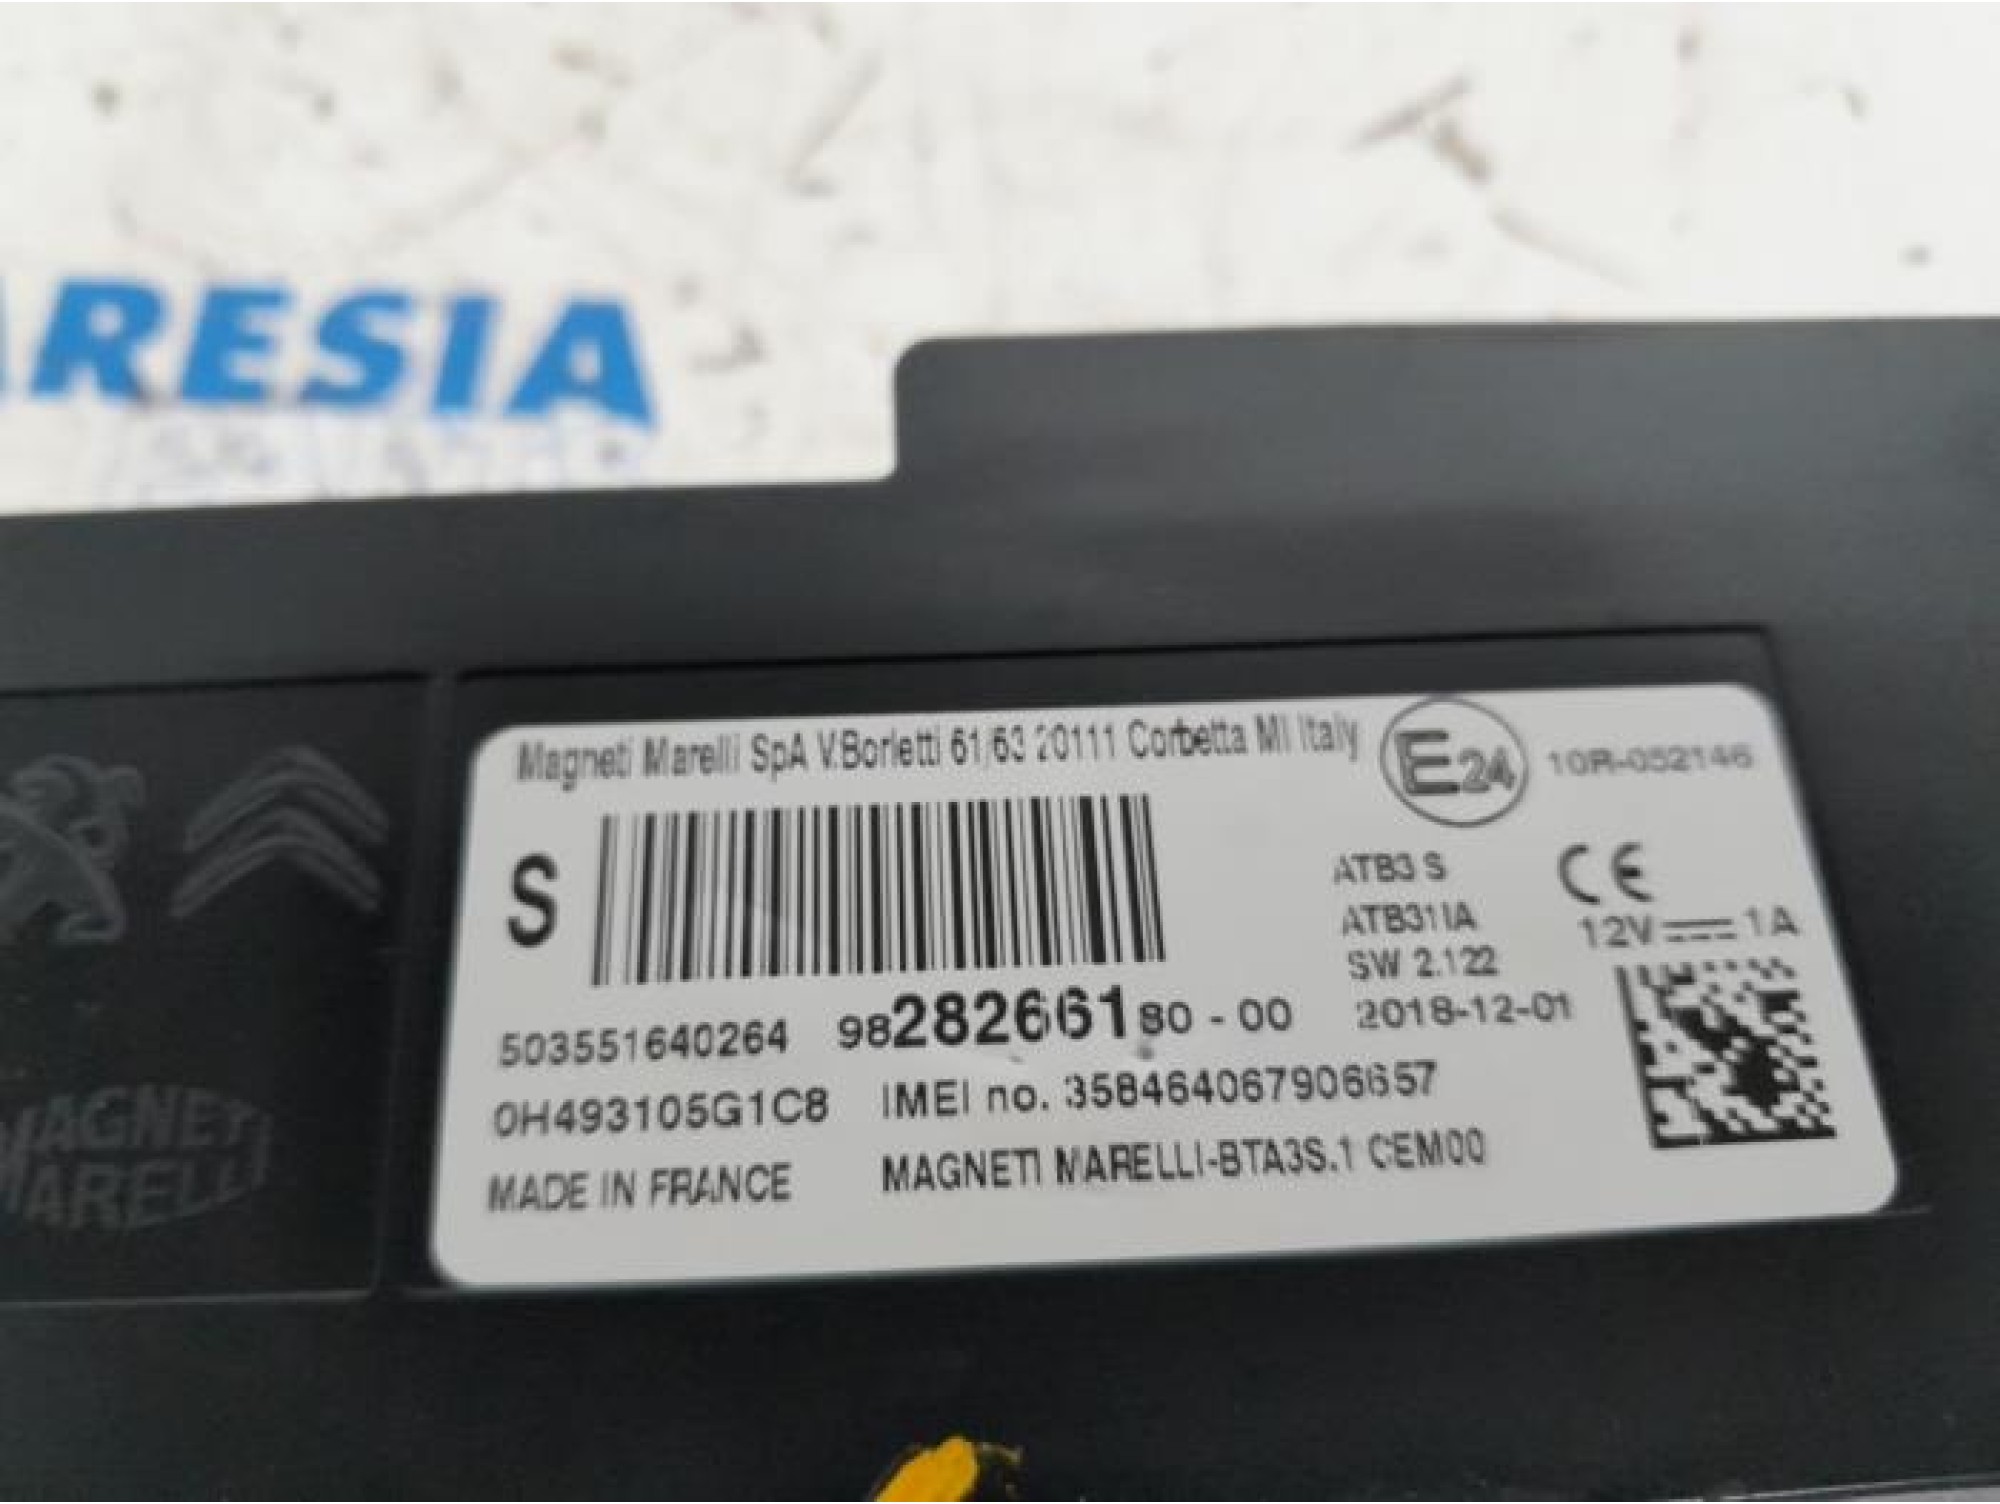 ARESIA
Magneti Marelli SpA V.Borletti 61/63 20111 Corbetta MI Italy
E24
10R-052146
S
ATB3 S
CE
ATB311A
12V 1A
SW 2.122
503551640264 9828266180 - 00 2018-12-01
0H493105G1C8 IMEI no. 358464067906657
MADE IN FRANCE MAGNETI MARELLI-BTA3S.1 CEM00
MAGNETI
MARELLI